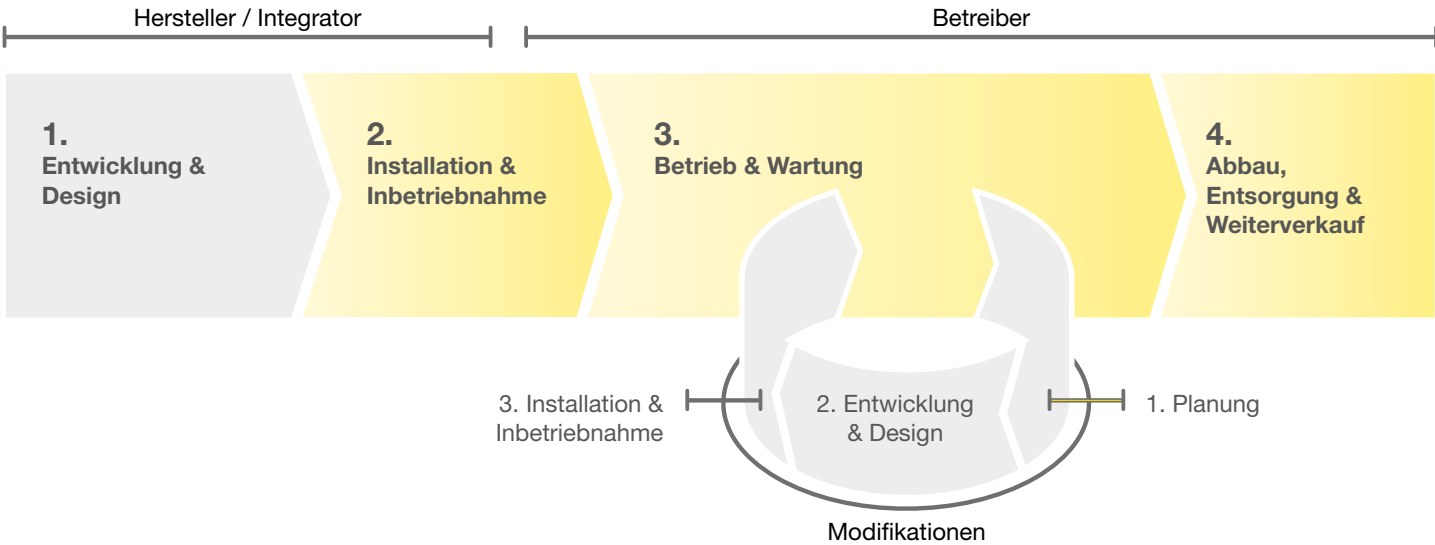 Hersteller / Integrator
Betreiber
1.
Entwicklung &
Design
2.
Installation &
Inbetriebnahme
3.
Betrieb & Wartung
4.
Abbau,
Entsorgung &
Weiterverkauf
3. Installation &
Inbetriebnahme
2. Entwicklung
& Design
1. Planung
Modifikationen